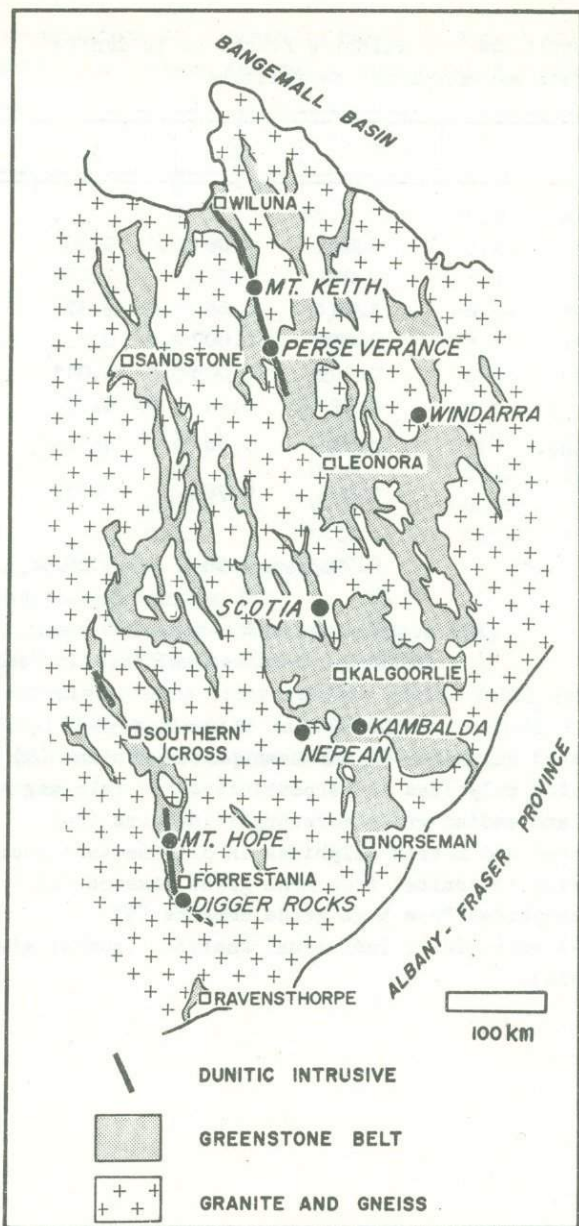 BANGEMALL BASIN
WILUNA
MT. KEITH
SANDSTONE
PERSEVERANCE
WINDARRA
LEONORA
SCOTIA
KALGOORLIE
SOUTHERN
CROSS
KAMBALDA
NEPEAN
MT. HOPE
NORSEMAN
FORRESTANIA
DIGGER ROCKS
ALBANY-FRASER PROVINCE
RAVENSTHORPE
100 km
DUNITIC INTRUSIVE
GREENSTONE BELT
GRANITE AND GNEISS